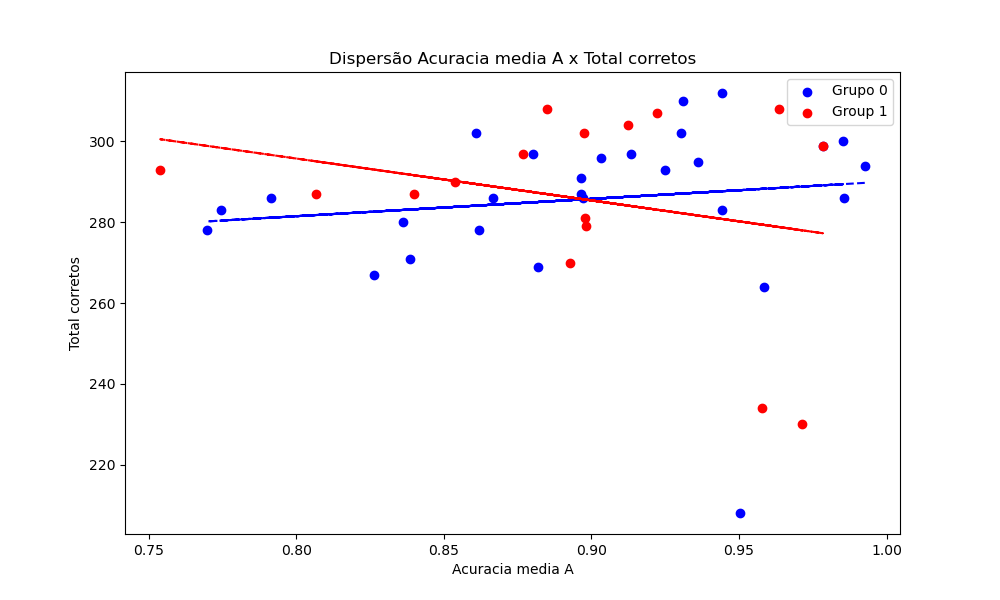 Dispersão Acuracia media A x Total corretos
Grupo 0
Group 1
Total corretos
300
280
260
240
220
0.75
0.80
0.85
0.90
0.95
1.00
Acuracia media A